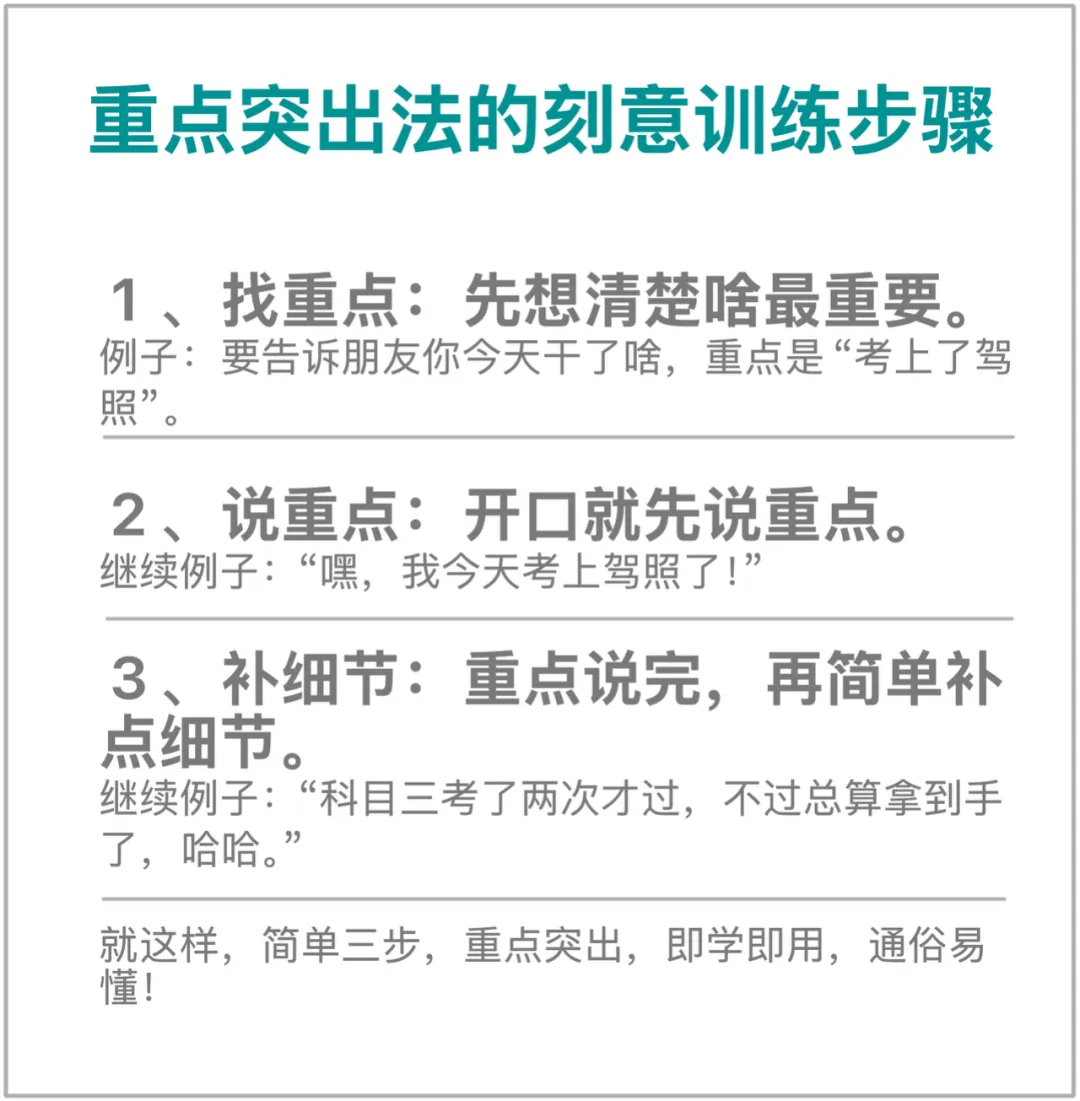 重点突出法的刻意训练步骤
1、找重点：先想清楚啥最重要。
例子：要告诉朋友你今天干了啥，重点是“考上了驾
照”。
2、说重点：开口就先说重点。
继续例子：“嘿，我今天考上驾照了！”
3、补细节：重点说完，再简单补
点细节。
继续例子：“科目三考了两次才过，不过总算拿到手
了，哈哈。”
就这样，简单三步，重点突出，即学即用，通俗易
懂！